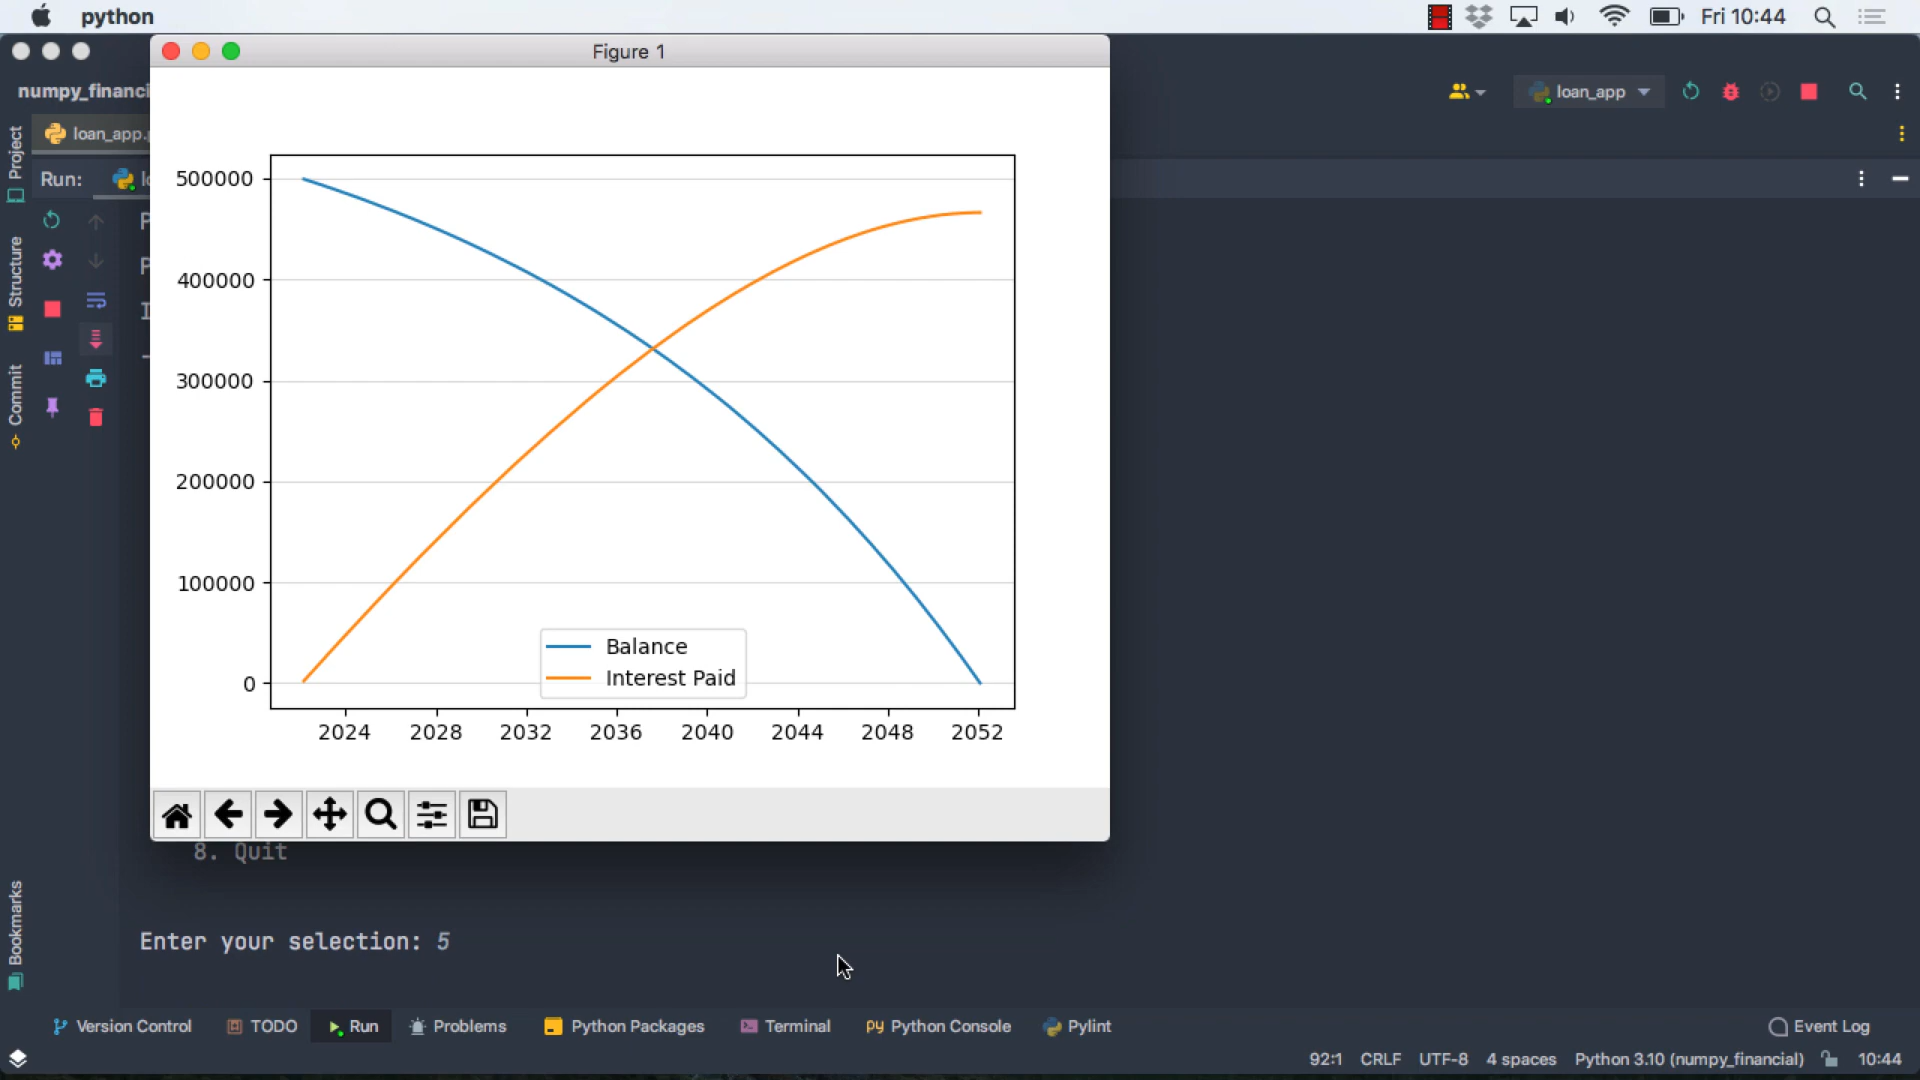 python
Fri 10:44
Figure 1
numpy_financi
loan_app
loan_app.
Run:
Project
Structure
Commit
Bookmarks
500000
400000
300000
200000
100000
0
Balance
Interest Paid
2024 2028 2032 2036 2040 2044 2048 2052
8. Quit
Enter your selection: 5
Version Control TODO Run Problems Python Packages Terminal Python Console Pylint Event Log
92:1 CRLF UTF-8 4 spaces Python 3.10 (numpy_financial) 10:44